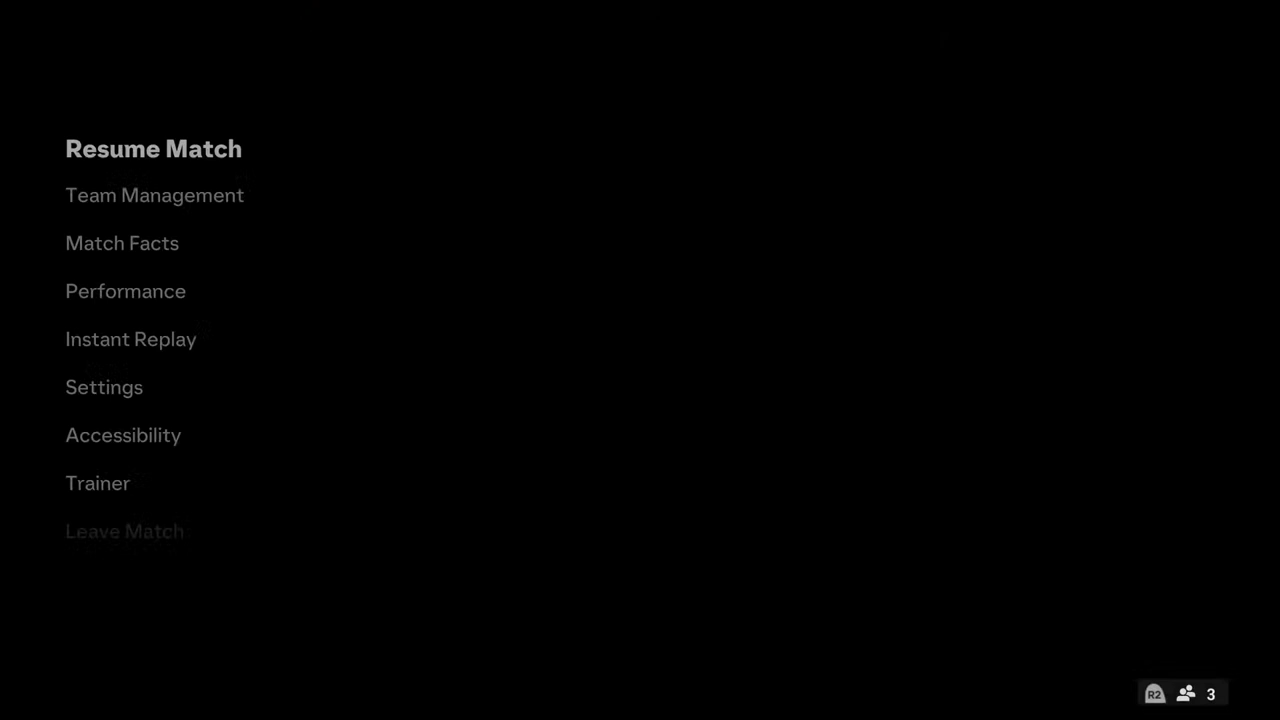 Resume Match
Team Management
Match Facts
Performance
Instant Replay
Settings
Accessibility
Trainer
Leave Match
R2 3